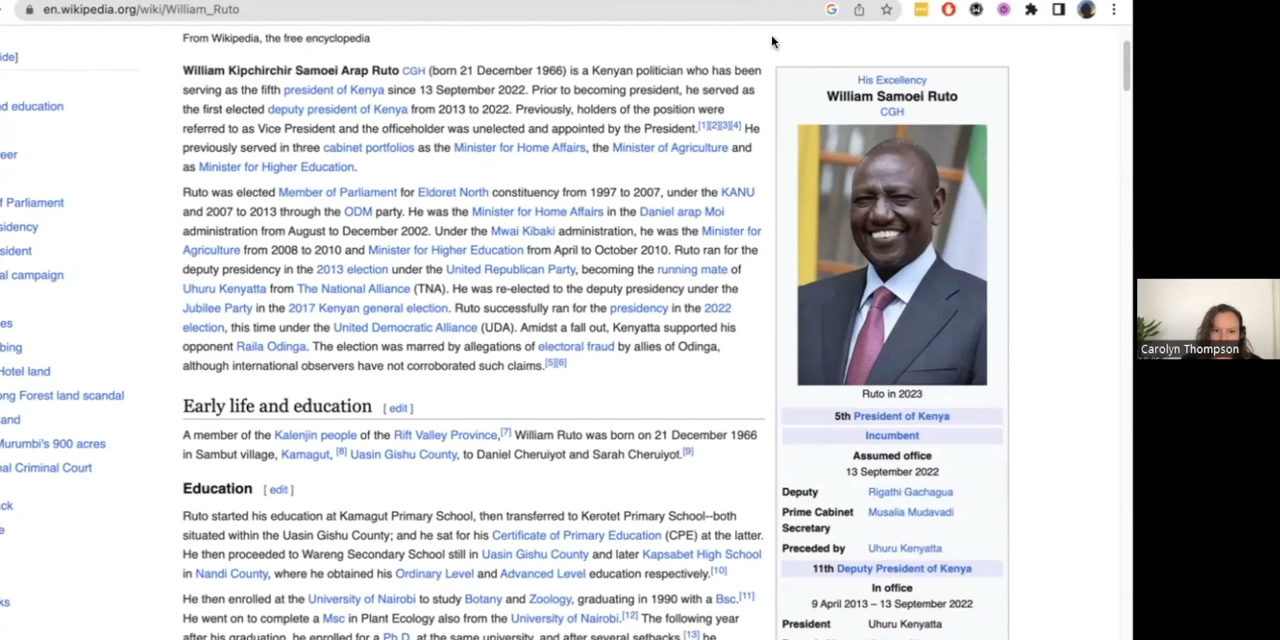 en.wikipedia.org/wiki/William_Ruto
From Wikipedia, the free encyclopedia
ide]
nd education
eer
of Parliament
sidency
sident
al campaign
es
bing
Hotel land
ong Forest land scandal
and
Murumbi's 900 acres
nal Criminal Court
ck
e
ks
William Kipchirchir Samoei Arap Ruto CGH (born 21 December 1966) is a Kenyan politician who has been
serving as the fifth president of Kenya since 13 September 2022. Prior to becoming president, he served as
the first elected deputy president of Kenya from 2013 to 2022. Previously, holders of the position were
referred to as Vice President and the officeholder was unelected and appointed by the President.[1][2][3][4] He
previously served in three cabinet portfolios as the Minister for Home Affairs, the Minister of Agriculture and
as Minister for Higher Education.
Ruto was elected Member of Parliament for Eldoret North constituency from 1997 to 2007, under the KANU
and 2007 to 2013 through the ODM party. He was the Minister for Home Affairs in the Daniel arap Moi
administration from August to December 2002. Under the Mwai Kibaki administration, he was the Minister for
Agriculture from 2008 to 2010 and Minister for Higher Education from April to October 2010. Ruto ran for the
deputy presidency in the 2013 election under the United Republican Party, becoming the running mate of
Uhuru Kenyatta from The National Alliance (TNA). He was re-elected to the deputy presidency under the
Jubilee Party in the 2017 Kenyan general election. Ruto successfully ran for the presidency in the 2022
election, this time under the United Democratic Alliance (UDA). Amidst a fall out, Kenyatta supported his
opponent Raila Odinga. The election was marred by allegations of electoral fraud by allies of Odinga,
although international observers have not corroborated such claims.[5][6]
Early life and education [ edit ]
A member of the Kalenjin people of the Rift Valley Province,[7] William Ruto was born on 21 December 1966
in Sambut village, Kamagut, [8] Uasin Gishu County, to Daniel Cheruiyot and Sarah Cheruiyot.[9]
Education [ edit ]
Ruto started his education at Kamagut Primary School, then transferred to Kerotet Primary School--both
situated within the Uasin Gishu County; and he sat for his Certificate of Primary Education (CPE) at the latter.
He then proceeded to Wareng Secondary School still in Uasin Gishu County and later Kapsabet High School
in Nandi County, where he obtained his Ordinary Level and Advanced Level education respectively.[10]
He then enrolled at the University of Nairobi to study Botany and Zoology, graduating in 1990 with a Bsc.[11]
He went on to complete a Msc in Plant Ecology also from the University of Nairobi.[12] The following year
after his graduation, he enrolled for a Ph.D. at the same university, and after several setbacks,[13] he
His Excellency
William Samoei Ruto
CGH
Ruto in 2023
5th President of Kenya
Incumbent
Assumed office
13 September 2022
Deputy Rigathi Gachagua
Prime Cabinet Musalia Mudavadi
Secretary
Preceded by Uhuru Kenyatta
11th Deputy President of Kenya
In office
9 April 2013 – 13 September 2022
President Uhuru Kenyatta
Carolyn Thompson